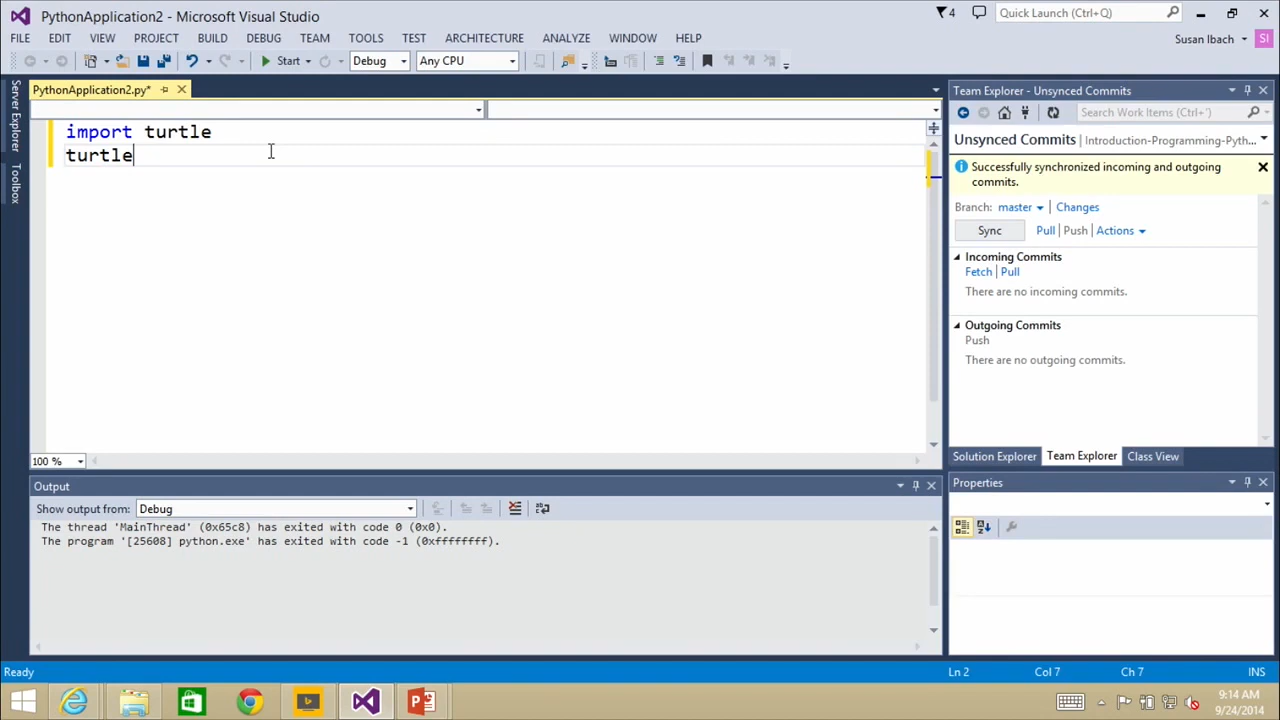 PythonApplication2 - Microsoft Visual Studio
4
Quick Launch (Ctrl+Q)
FILE EDIT VIEW PROJECT BUILD DEBUG TEAM TOOLS TEST ARCHITECTURE ANALYZE WINDOW HELP
Susan Ibach
SI
Start
Debug
Any CPU
Server Explorer
Toolbox
PythonApplication2.py*
import turtle
turtle
100 %
Team Explorer - Unsynced Commits
Search Work Items (Ctrl+')
Unsynced Commits | Introduction-Programming-Pyth...
Successfully synchronized incoming and outgoing
commits.
Branch: master | Changes
Sync
Pull | Push | Actions
Incoming Commits
Fetch | Pull
There are no incoming commits.
Outgoing Commits
Push
There are no outgoing commits.
Solution Explorer Team Explorer Class View
Output
Show output from: Debug
The thread 'MainThread' (0x65c8) has exited with code 0 (0x0).
The program '[25608] python.exe' has exited with code -1 (0xffffffff).
Properties
Ready
Ln 2
Col 7
Ch 7
INS
9:14 AM
9/24/2014